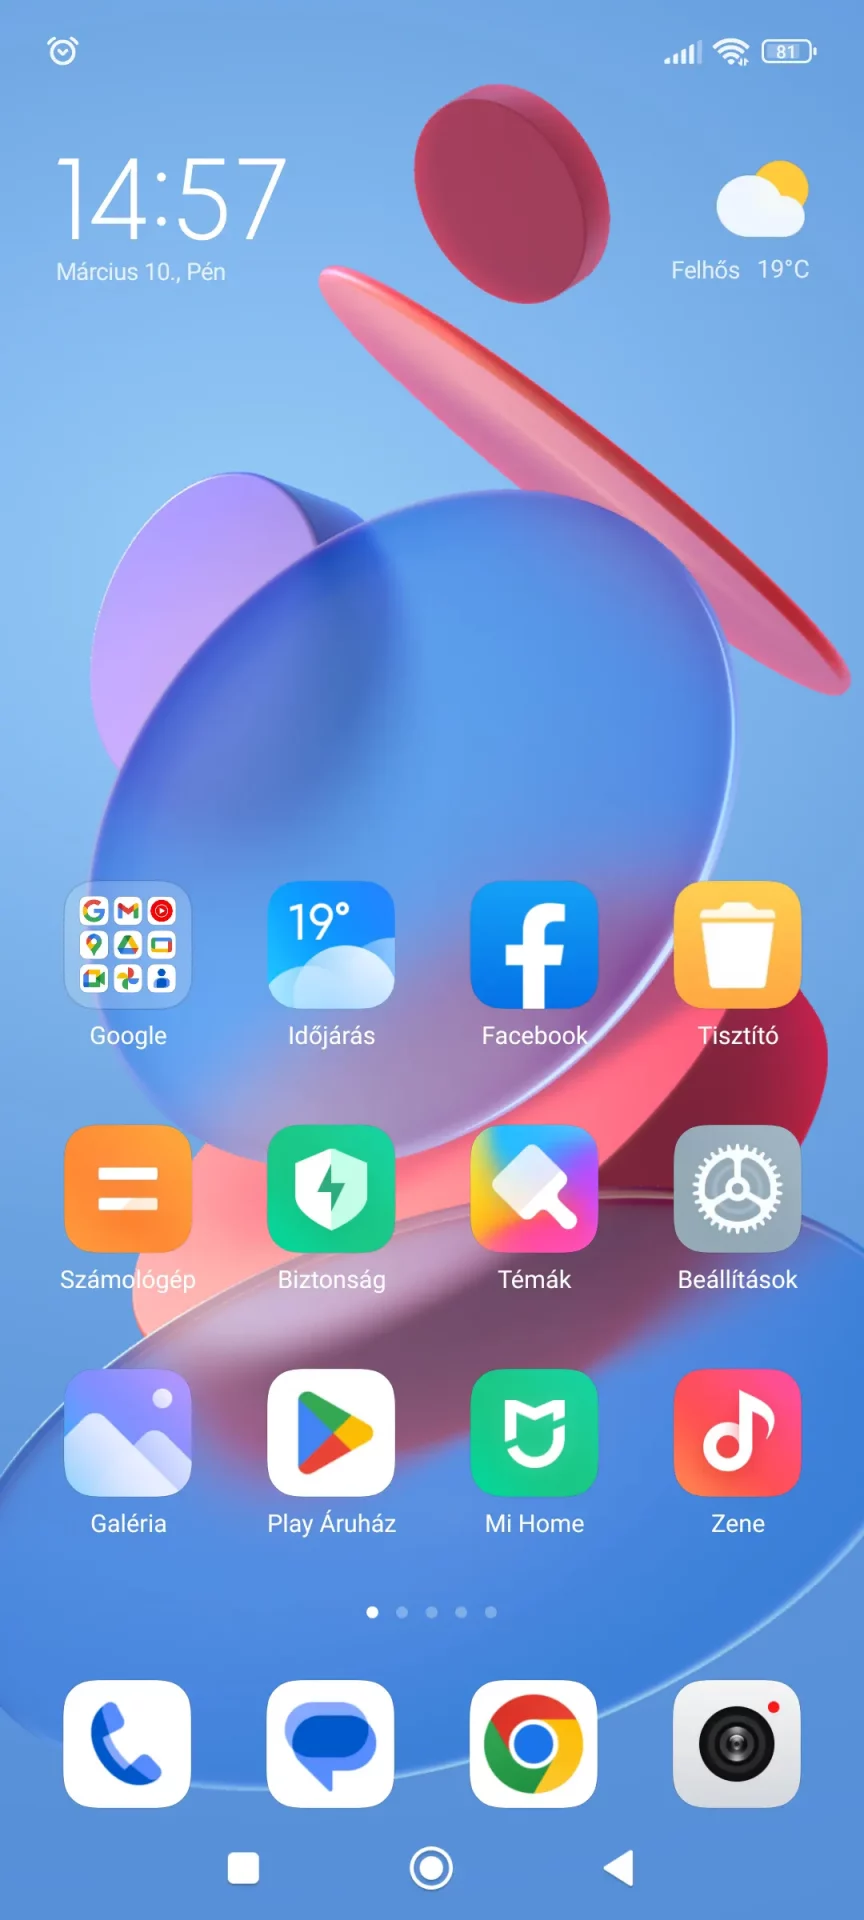 81
14:57
Március 10., Pén
Felhős 19°C
19°
Google
Időjárás
Facebook
Tisztító
Számológép
Biztonság
Témák
Beállítások
Galéria
Play Áruház
Mi Home
Zene